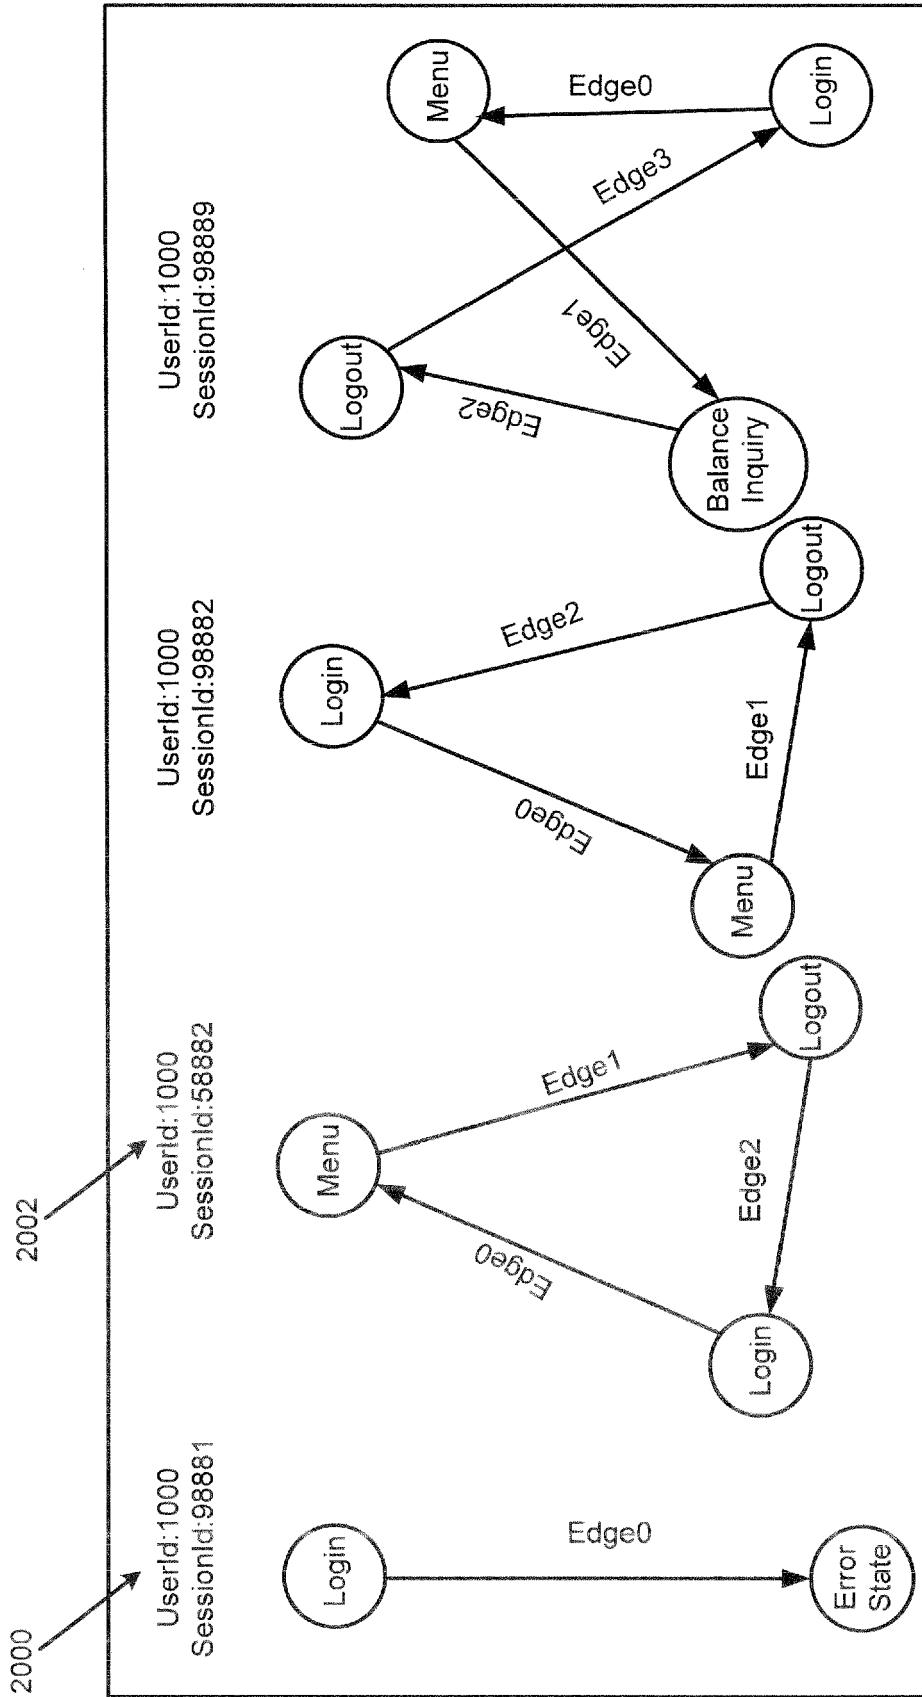 2000
2002
UserId:1000
SessionId:98881
Login
Edge0
Error
State
UserId:1000
SessionId:58882
Menu
Edge0
Edge1
Login
Edge2
Logout
UserId:1000
SessionId:98882
Login
Edge0
Edge2
Menu
Edge1
Logout
UserId:1000
SessionId:98889
Logout
Menu
Edge2
Edge1
Edge3
Edge0
Balance
Inquiry
Login